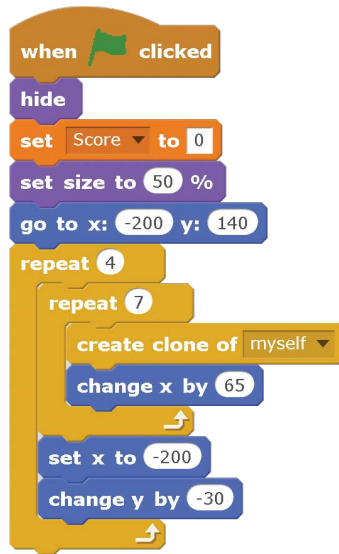 when clicked
hide
set Score to 0
set size to 50 %
go to x: -200 y: 140
repeat 4
repeat 7
create clone of myself
change x by 65
set x to -200
change y by -30